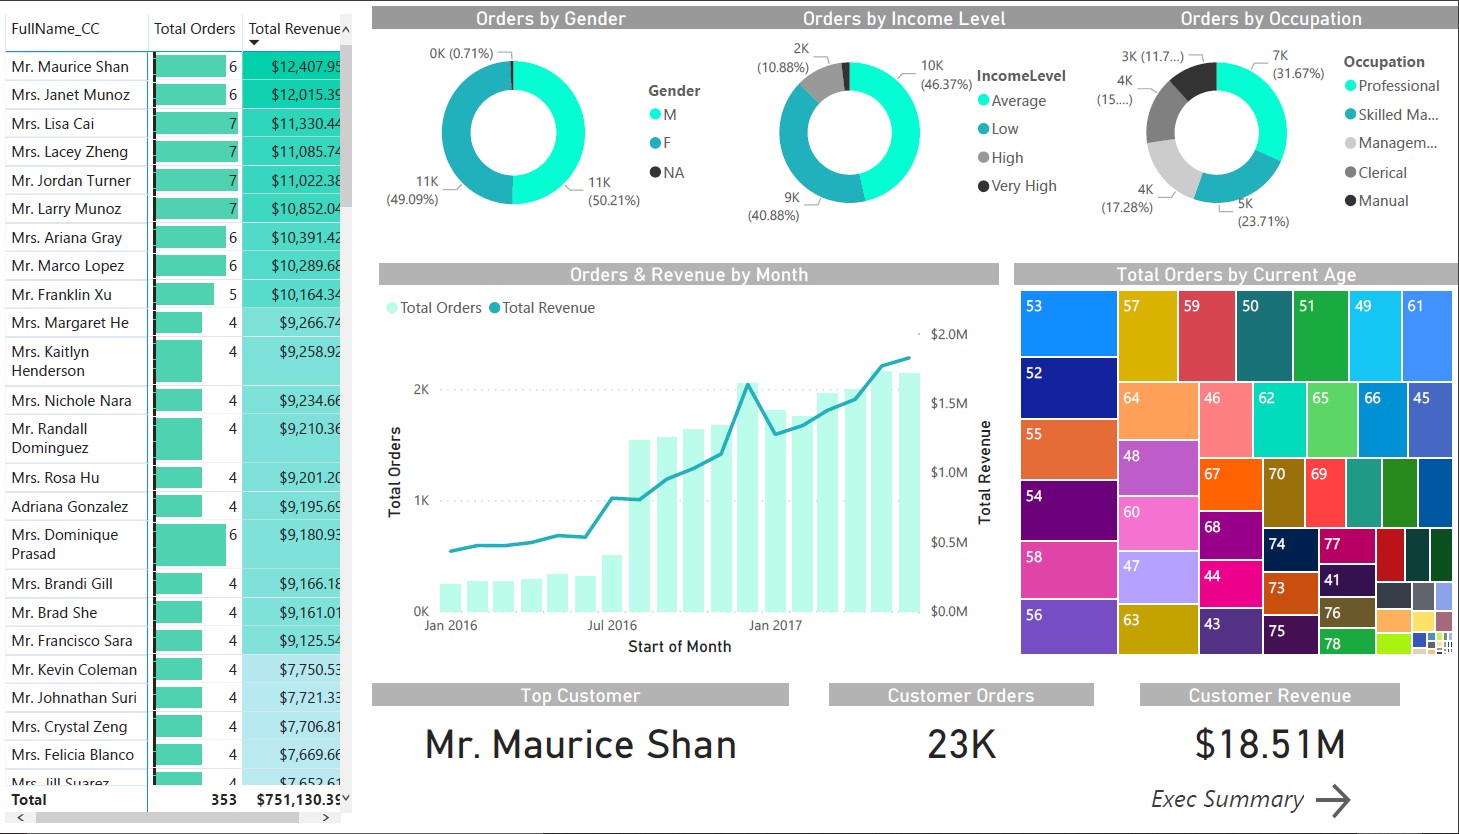 FullName_CC Total Orders Total Revenue
Mr. Maurice Shan 6 $12,407.95
Mrs. Janet Munoz 6 $12,015.39
Mrs. Lisa Cai 7 $11,330.44
Mrs. Lacey Zheng 7 $11,085.74
Mr. Jordan Turner 7 $11,022.38
Mr. Larry Munoz 7 $10,852.04
Mrs. Ariana Gray 6 $10,391.42
Mr. Marco Lopez 6 $10,289.68
Mr. Franklin Xu 5 $10,164.34
Mrs. Margaret He 4 $9,266.74
Mrs. Kaitlyn 4 $9,258.92
Henderson
Mrs. Nichole Nara 4 $9,234.66
Mr. Randall 4 $9,210.36
Dominguez
Mrs. Rosa Hu 4 $9,201.20
Adriana Gonzalez 4 $9,195.69
Mrs. Dominique 6 $9,180.93
Prasad
Mrs. Brandi Gill 4 $9,166.18
Mr. Brad She 4 $9,161.01
Mr. Francisco Sara 4 $9,125.54
Mr. Kevin Coleman 4 $7,750.53
Mr. Johnathan Suri 4 $7,721.33
Mrs. Crystal Zeng 4 $7,706.81
Mrs. Felicia Blanco 4 $7,669.66
Mrs. Jill Suarez 4 $7,652.61
Total 353 $751,130.39
Orders by Gender
0K (0.71%)
11K
(49.09%)
11K
(50.21%)
Gender
M
F
NA
Orders by Income Level
2K
(10.88%)
10K
(46.37%)
9K
(40.88%)
IncomeLevel
Average
Low
High
Very High
Orders by Occupation
3K (11.7...)
7K
(31.67%)
4K
(15....)
4K
(17.28%)
5K
(23.71%)
Occupation
Professional
Skilled Ma...
Managem...
Clerical
Manual
Orders & Revenue by Month
Total Orders Total Revenue
$2.0M
2K
$1.5M
$1.0M
1K
$0.5M
0K
$0.0M
Total Orders
Total Revenue
Jan 2016 Jul 2016 Jan 2017
Start of Month
Total Orders by Current Age
53 57 59 50 51 49 61
52 64 46 62 65 66 45
55 48 67 70 69
54 60 68 74 77
58 47 44 73 41
56 63 43 75 76
78
Top Customer
Mr. Maurice Shan
Customer Orders
23K
Customer Revenue
$18.51M
Exec Summary